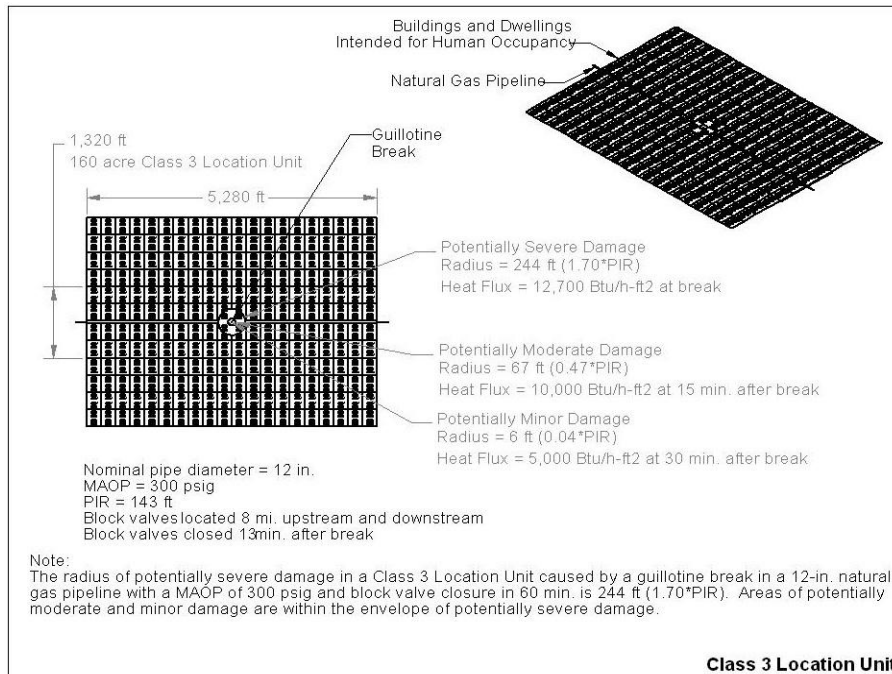 Buildings and Dwellings
Intended for Human Occupancy
Natural Gas Pipeline
Guillotine
Break
1,320 ft
160 acre Class 3 Location Unit
5,280 ft
Potentially Severe Damage
Radius = 244 ft (1.70*PIR)
Heat Flux = 12,700 Btu/h-ft2 at break
Potentially Moderate Damage
Radius = 67 ft (0.47*PIR)
Heat Flux = 10,000 Btu/h-ft2 at 15 min. after break
Potentially Minor Damage
Radius = 6 ft (0.04*PIR)
Heat Flux = 5,000 Btu/h-ft2 at 30 min. after break
Nominal pipe diameter = 12 in.
MAOP = 300 psig
PIR = 143 ft
Block valves located 8 mi. upstream and downstream
Block valves closed 13min. after break
Note:
The radius of potentially severe damage in a Class 3 Location Unit caused by a guillotine break in a 12-in. natural
gas pipeline with a MAOP of 300 psig and block valve closure in 60 min. is 244 ft (1.70*PIR). Areas of potentially
moderate and minor damage are within the envelope of potentially severe damage.
Class 3 Location Unit